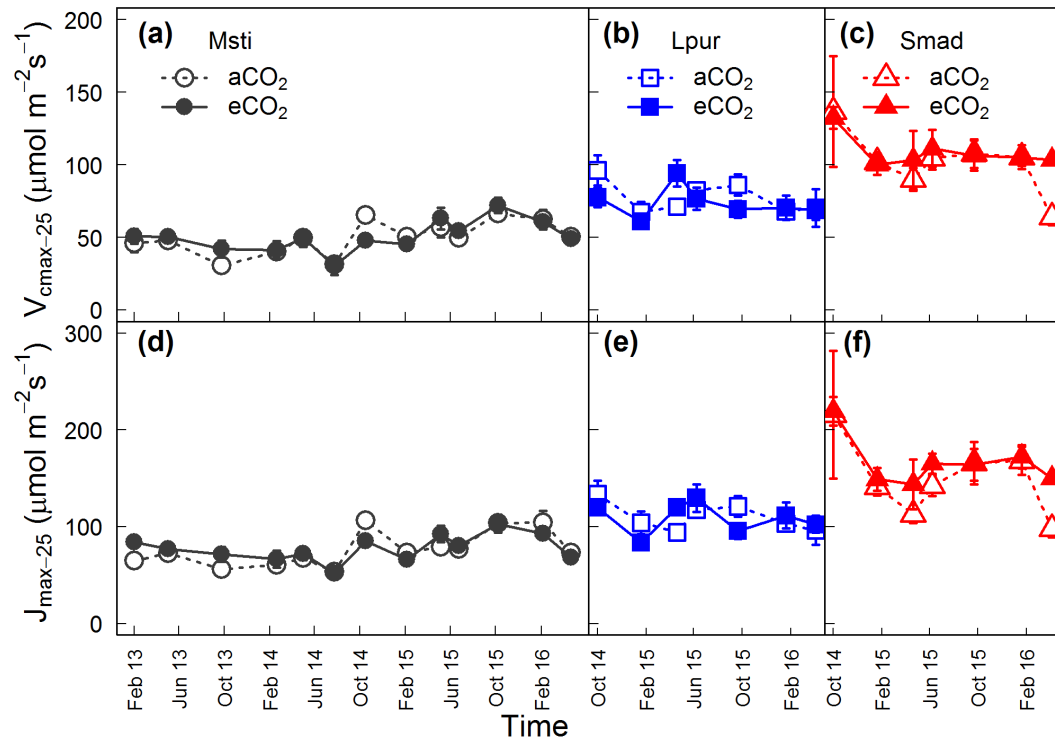 (a) Msti
aCO₂
eCO₂
(b) Lpur
aCO₂
eCO₂
(c) Smad
aCO₂
eCO₂
V_cmax−25 (μmol m⁻²s⁻¹)
200
150
100
50
0
(d)
(e)
(f)
J_max−25 (μmol m⁻²s⁻¹)
300
200
100
0
Feb 13 Jun 13 Oct 13 Feb 14 Jun 14 Oct 14 Feb 15 Jun 15 Oct 15 Feb 16
Oct 14 Feb 15 Jun 15 Oct 15 Feb 16
Oct 14 Feb 15 Jun 15 Oct 15 Feb 16
Time